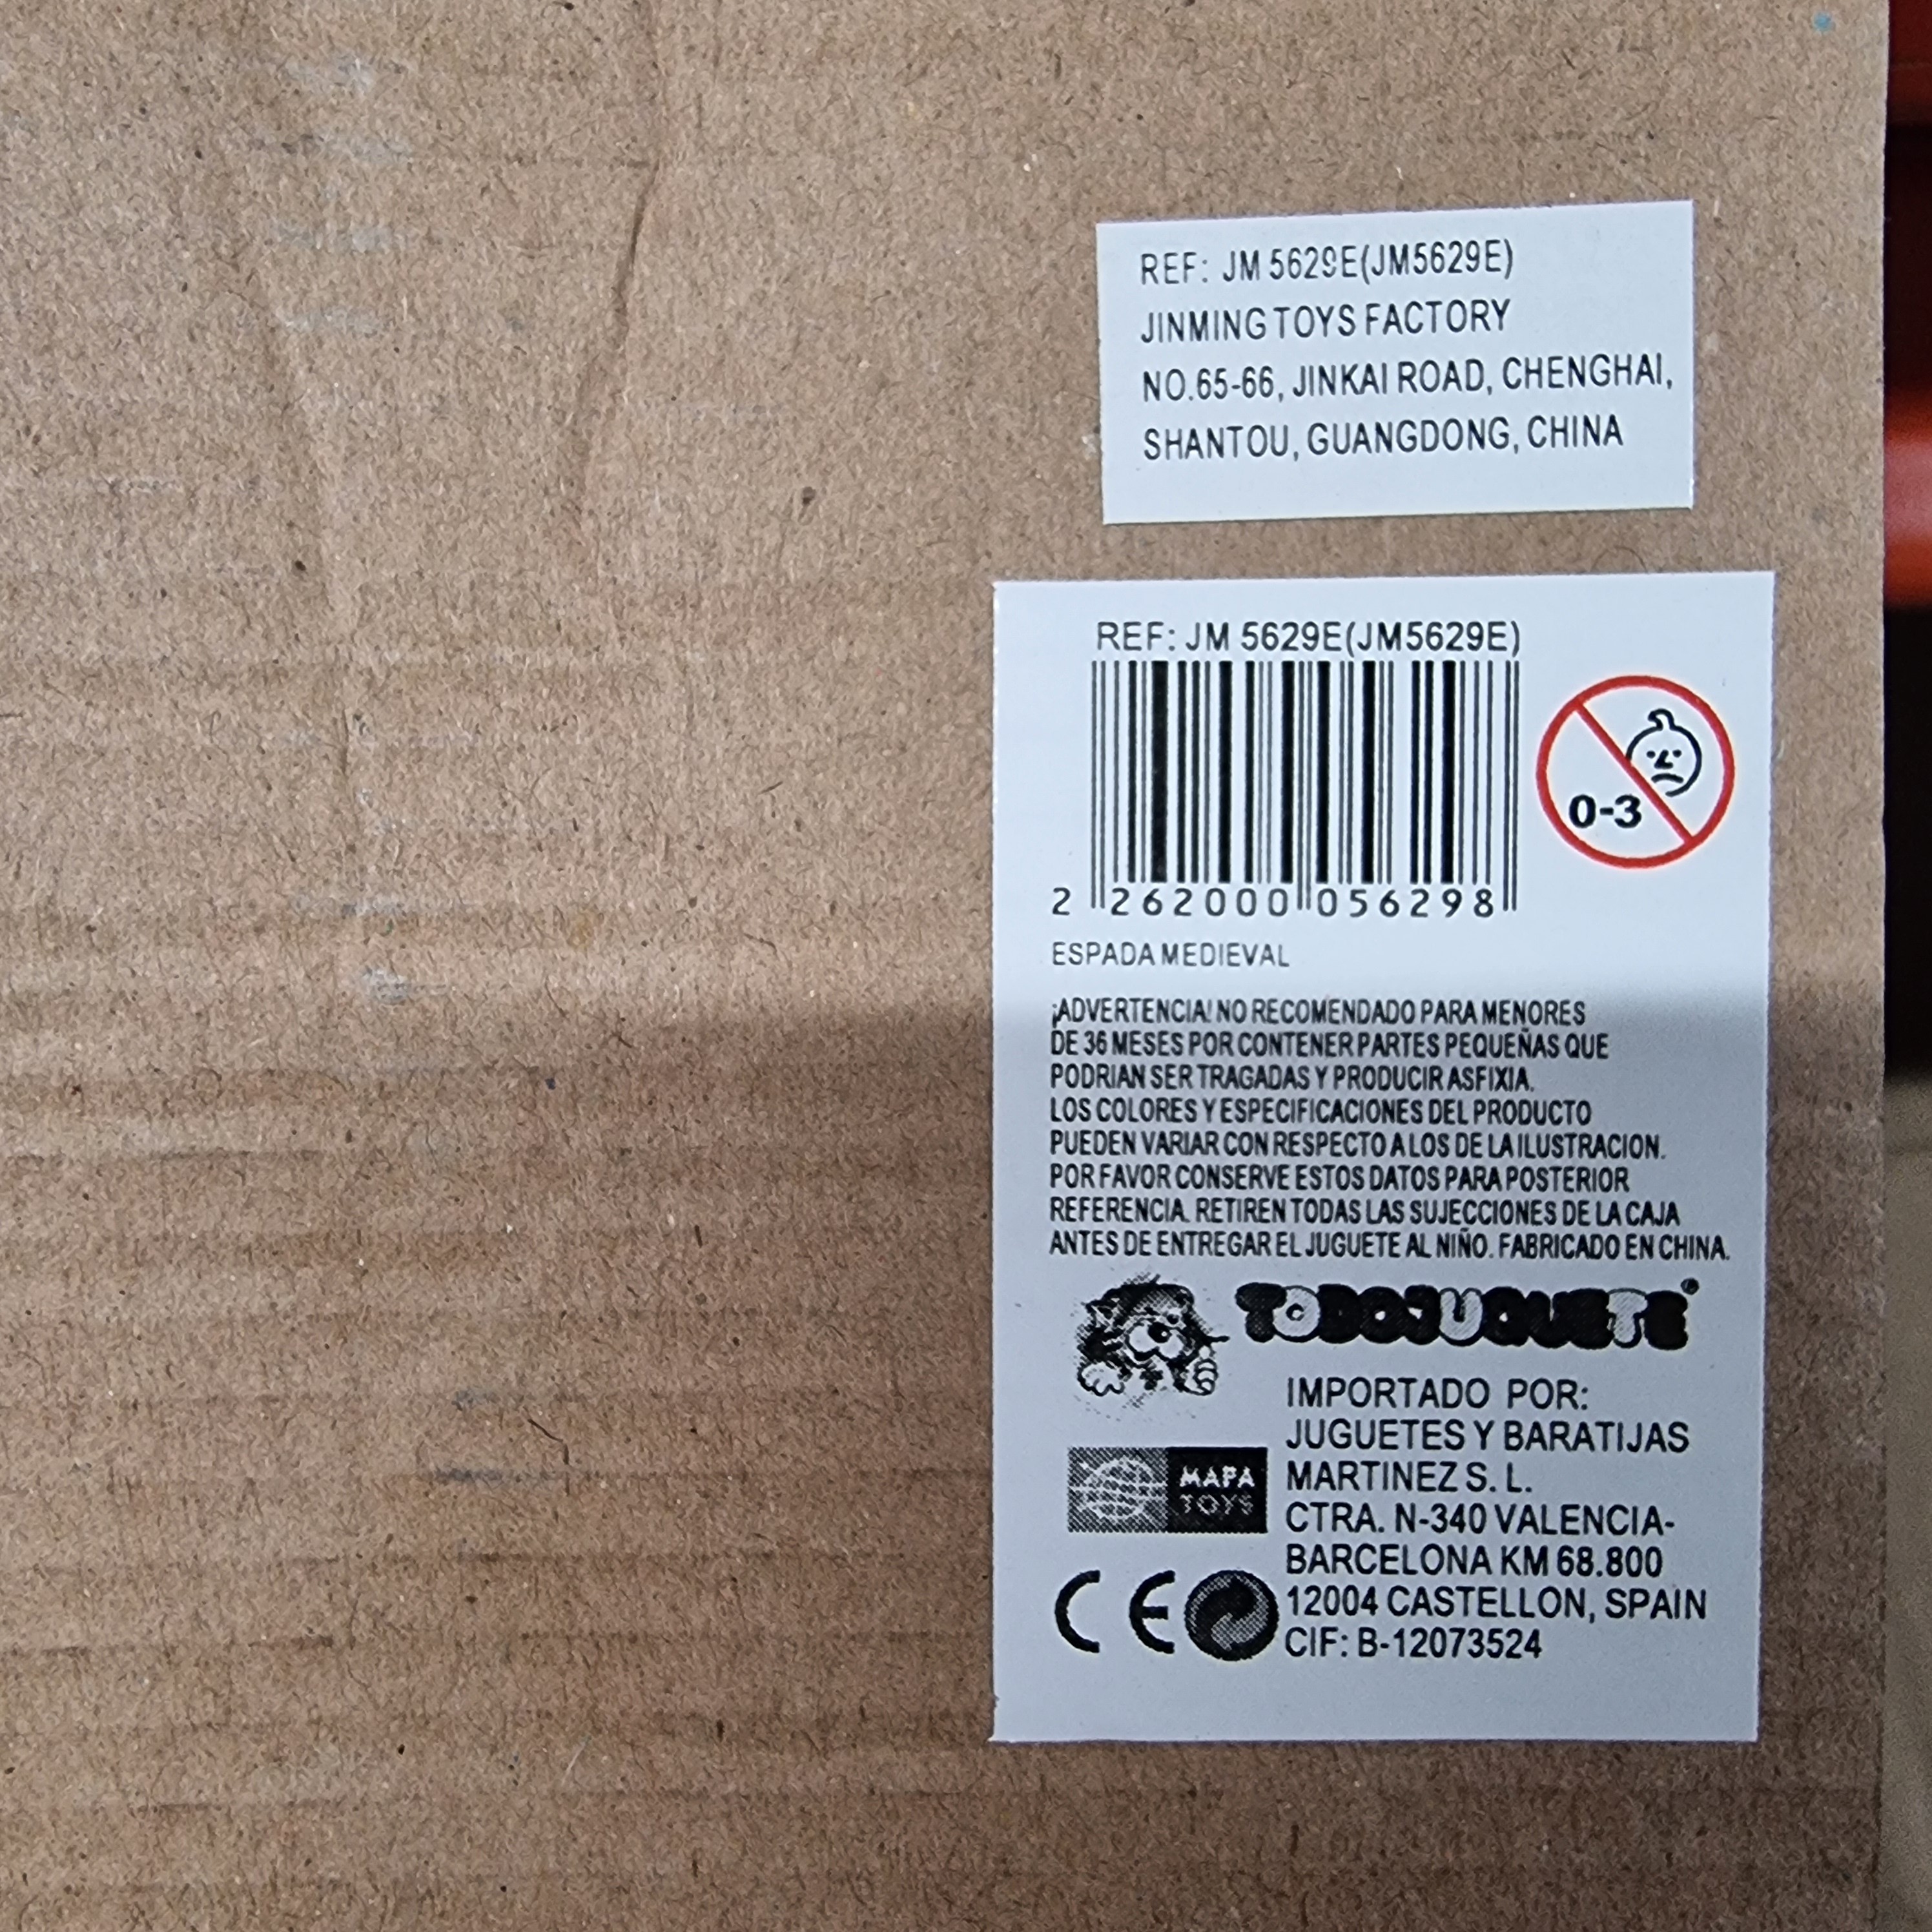 REF: JM 5629E(JM5629E)
JINMING TOYS FACTORY
NO.65-66, JINKAI ROAD, CHENGHAI,
SHANTOU, GUANGDONG, CHINA
REF: JM 5629E(JM5629E)
0-3
2 262000 056298
ESPADA MEDIEVAL
¡ADVERTENCIA! NO RECOMENDADO PARA MENORES
DE 36 MESES POR CONTENER PARTES PEQUEÑAS QUE
PODRIAN SER TRAGADAS Y PRODUCIR ASFIXIA.
LOS COLORES Y ESPECIFICACIONES DEL PRODUCTO
PUEDEN VARIAR CON RESPECTO A LOS DE LA ILUSTRACION.
POR FAVOR CONSERVE ESTOS DATOS PARA POSTERIOR
REFERENCIA. RETIREN TODAS LAS SUJECCIONES DE LA CAJA
ANTES DE ENTREGAR EL JUGUETE AL NIÑO. FABRICADO EN CHINA.
TODOJUGUETE®
IMPORTADO POR:
JUGUETES Y BARATIJAS
MARTINEZ S. L.
CTRA. N-340 VALENCIA-
BARCELONA KM 68.800
12004 CASTELLON, SPAIN
CIF: B-12073524
MAPA
TOYS
CE